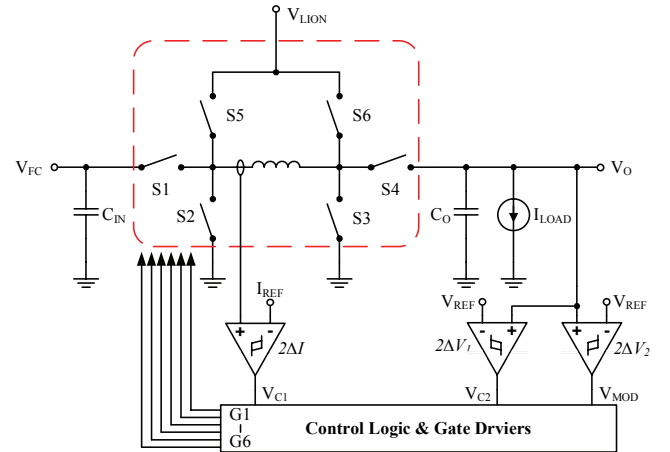 V_LION
S5
S6
V_FC
V_O
S1
S4
C_IN
S2
S3
C_O
I_LOAD
I_REF
V_REF
V_REF
+ -
- +
+ -
2ΔI
2ΔV_1
2ΔV_2
V_C1
V_C2
V_MOD
G1
G6
Control Logic & Gate Drviers